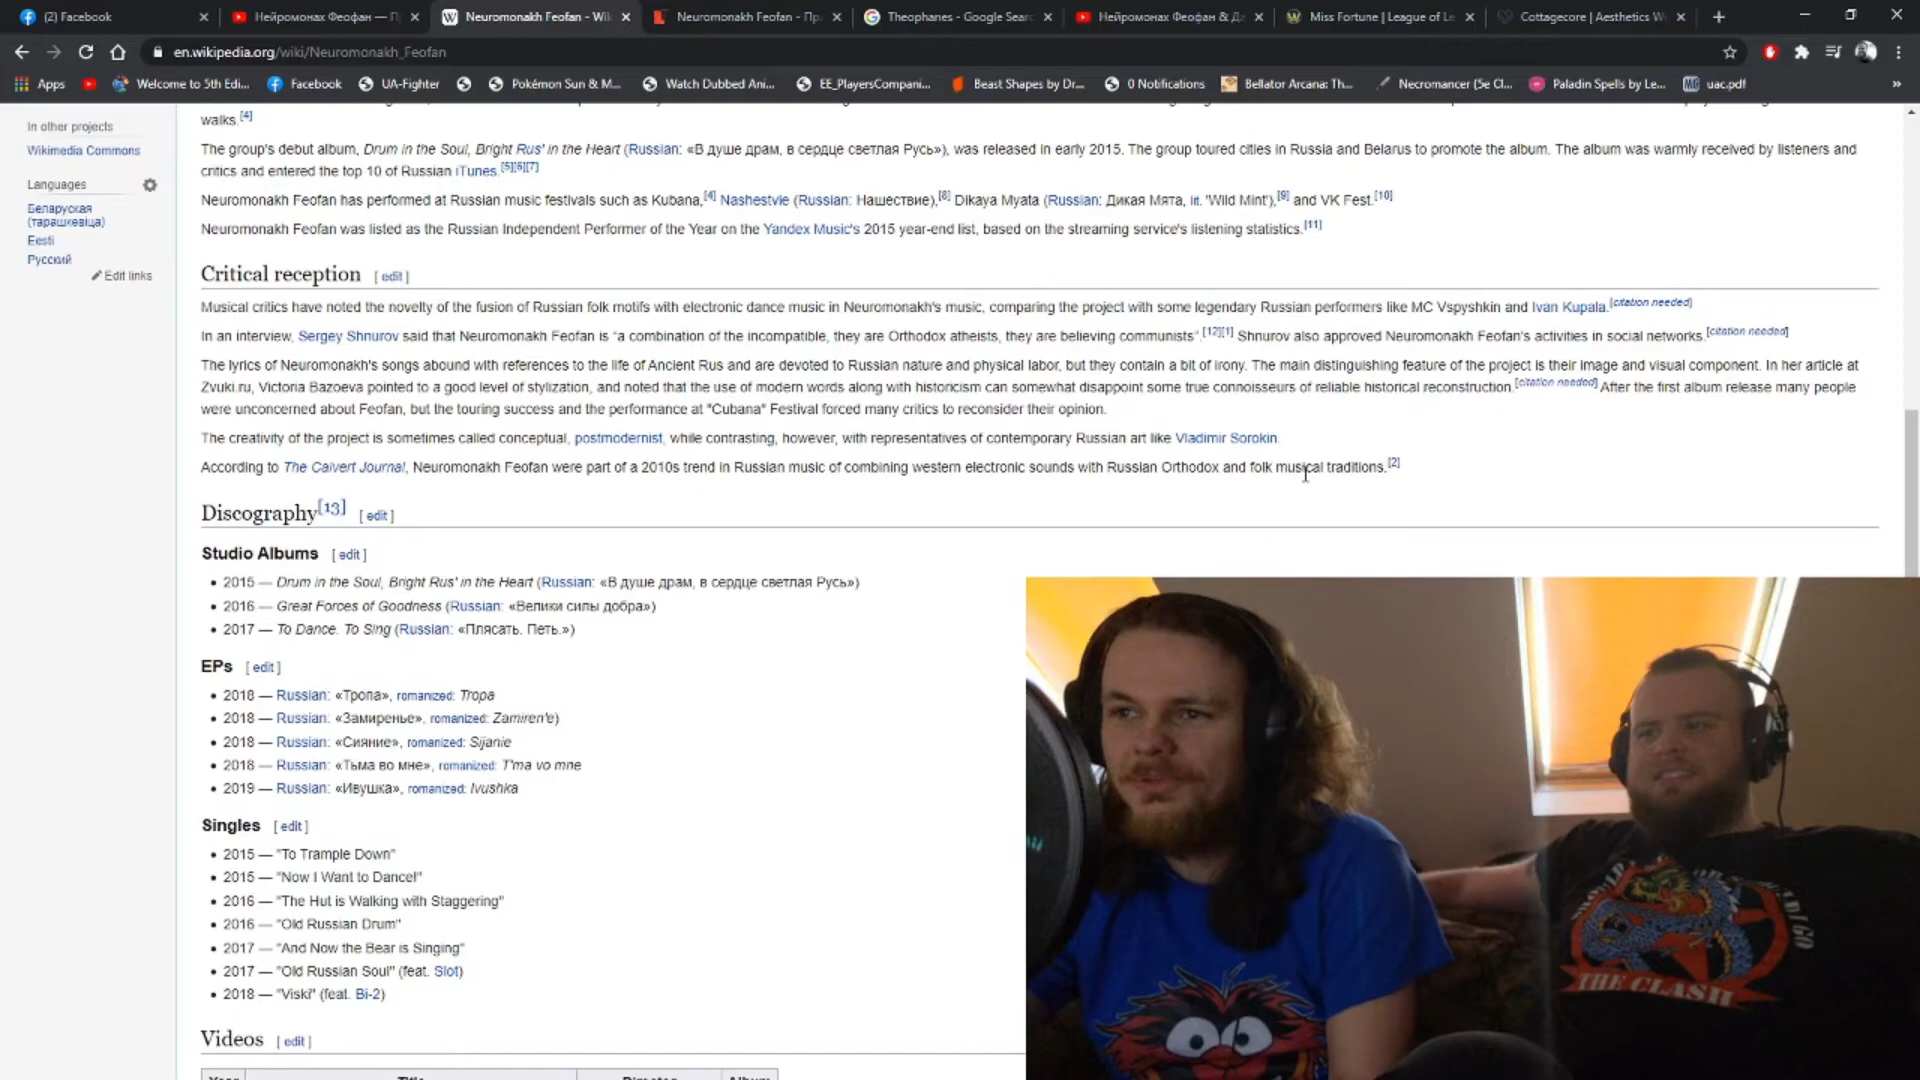 (2) Facebook
Нейромонах Феофан — П
Neuromonakh Feofan - Wi
Neuromonakh Feofan - Пр
Theophanes - Google Sear
Нейромонах Феофан & Д
Miss Fortune | League of Le
Cottagecore | Aesthetics W
en.wikipedia.org/wiki/Neuromonakh_Feofan
Apps
Welcome to 5th Edi...
Facebook
UA-Fighter
Pokémon Sun & M...
Watch Dubbed Ani...
EE_PlayersCompani...
Beast Shapes by Dr...
0 Notifications
Bellator Arcana: Th...
Necromancer (5e Cl...
Paladin Spells by Le...
uac.pdf
In other projects
Wikimedia Commons
Languages
Беларуская
(тарашкевіца)
Eesti
Русский
Edit links
walks.[4]
The group's debut album, Drum in the Soul, Bright Rus' in the Heart (Russian: «В душе драм, в сердце светлая Русь»), was released in early 2015. The group toured cities in Russia and Belarus to promote the album. The album was warmly received by listeners and
critics and entered the top 10 of Russian iTunes.[5][6][7]
Neuromonakh Feofan has performed at Russian music festivals such as Kubana,[4] Nashestvie (Russian: Нашествие),[8] Dikaya Myata (Russian: Дикая Мята, lit. 'Wild Mint'),[9] and VK Fest.[10]
Neuromonakh Feofan was listed as the Russian Independent Performer of the Year on the Yandex Music's 2015 year-end list, based on the streaming service's listening statistics.[11]
Critical reception [ edit ]
Musical critics have noted the novelty of the fusion of Russian folk motifs with electronic dance music in Neuromonakh's music, comparing the project with some legendary Russian performers like MC Vspyshkin and Ivan Kupala.[citation needed]
In an interview, Sergey Shnurov said that Neuromonakh Feofan is "a combination of the incompatible, they are Orthodox atheists, they are believing communists".[12][1] Shnurov also approved Neuromonakh Feofan's activities in social networks.[citation needed]
The lyrics of Neuromonakh's songs abound with references to the life of Ancient Rus and are devoted to Russian nature and physical labor, but they contain a bit of irony. The main distinguishing feature of the project is their image and visual component. In her article at
Zvuki.ru, Victoria Bazoeva pointed to a good level of stylization, and noted that the use of modern words along with historicism can somewhat disappoint some true connoisseurs of reliable historical reconstruction.[citation needed] After the first album release many people
were unconcerned about Feofan, but the touring success and the performance at "Cubana" Festival forced many critics to reconsider their opinion.
The creativity of the project is sometimes called conceptual, postmodernist, while contrasting, however, with representatives of contemporary Russian art like Vladimir Sorokin.
According to The Calvert Journal, Neuromonakh Feofan were part of a 2010s trend in Russian music of combining western electronic sounds with Russian Orthodox and folk musical traditions.[2]
Discography[13] [ edit ]
Studio Albums [ edit ]
• 2015 — Drum in the Soul, Bright Rus' in the Heart (Russian: «В душе драм, в сердце светлая Русь»)
• 2016 — Great Forces of Goodness (Russian: «Велики силы добра»)
• 2017 — To Dance. To Sing (Russian: «Плясать. Петь.»)
EPs [ edit ]
• 2018 — Russian: «Тропа», romanized: Tropa
• 2018 — Russian: «Замиренье», romanized: Zamiren'e)
• 2018 — Russian: «Сияние», romanized: Sijanie
• 2018 — Russian: «Тьма во мне», romanized: T'ma vo mne
• 2019 — Russian: «Ивушка», romanized: Ivushka
Singles [ edit ]
• 2015 — "To Trample Down"
• 2015 — "Now I Want to Dance!"
• 2016 — "The Hut is Walking with Staggering"
• 2016 — "Old Russian Drum"
• 2017 — "And Now the Bear is Singing"
• 2017 — "Old Russian Soul" (feat. Slot)
• 2018 — "Viski" (feat. Bi-2)
Videos [ edit ]
Year Title Director Album
THE CLASH